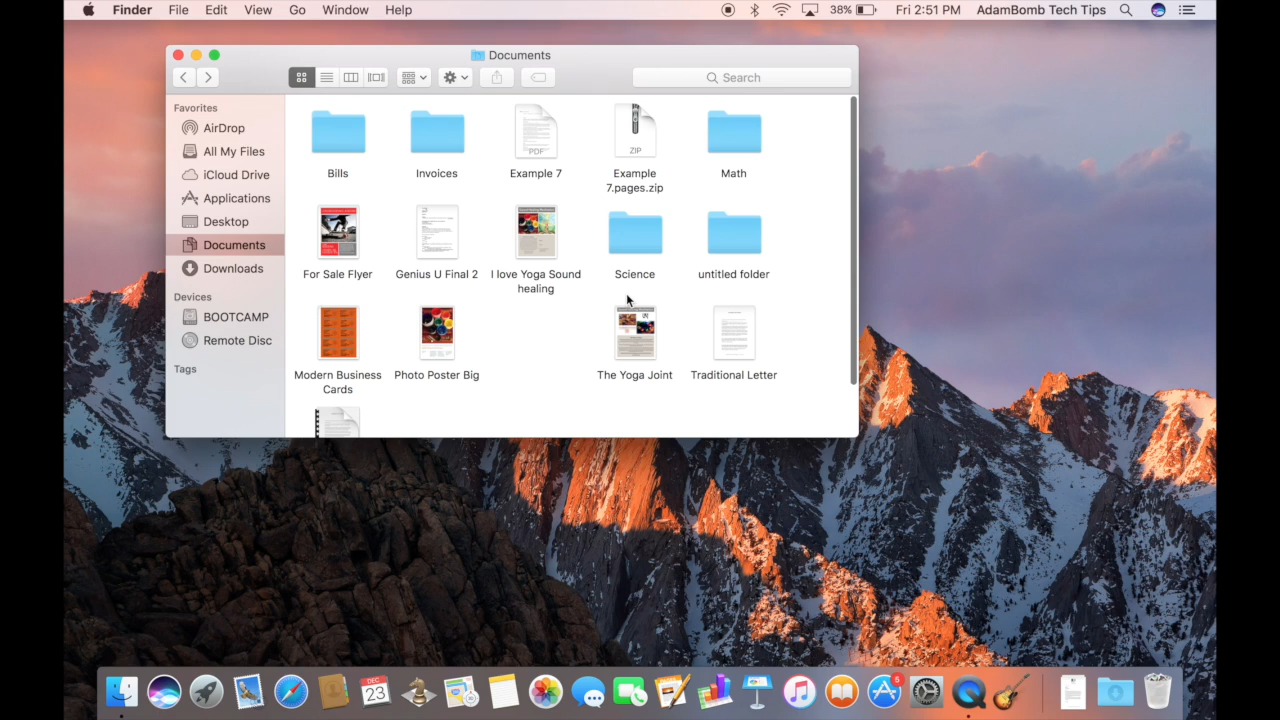 Finder File Edit View Go Window Help 38% Fri 2:51 PM AdamBomb Tech Tips
Documents
Search
Favorites
AirDrop
All My Files
iCloud Drive
Applications
Desktop
Documents
Downloads
Devices
BOOTCAMP
Remote Disc
Tags
PDF
ZIP
Bills Invoices Example 7 Example 7.pages.zip Math
For Sale Flyer Genius U Final 2 I love Yoga Sound healing Science untitled folder
Modern Business Cards Photo Poster Big The Yoga Joint Traditional Letter
DEC
23
5